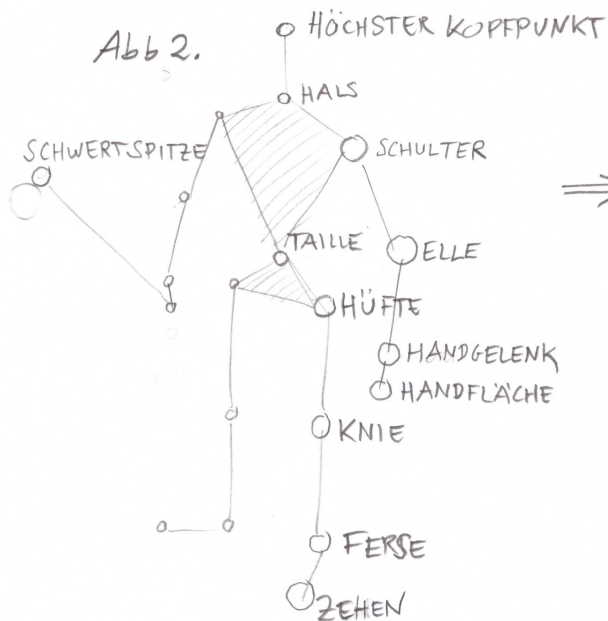 Abb 2.
HÖCHSTER KOPFPUNKT
HALS
SCHWERTSPITZE
SCHULTER
TAILLE
ELLE
HÜFTE
HANDGELENK
HANDFLÄCHE
KNIE
FERSE
ZEHEN